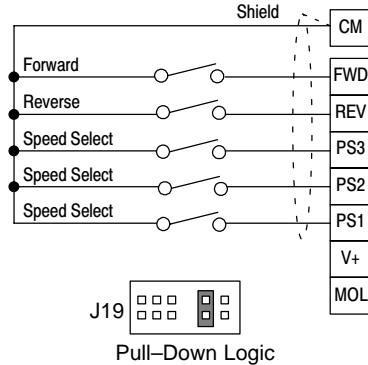 Shield
CM
Forward
FWD
Reverse
REV
Speed Select
PS3
Speed Select
PS2
Speed Select
PS1
V+
MOL
J19
Pull–Down Logic